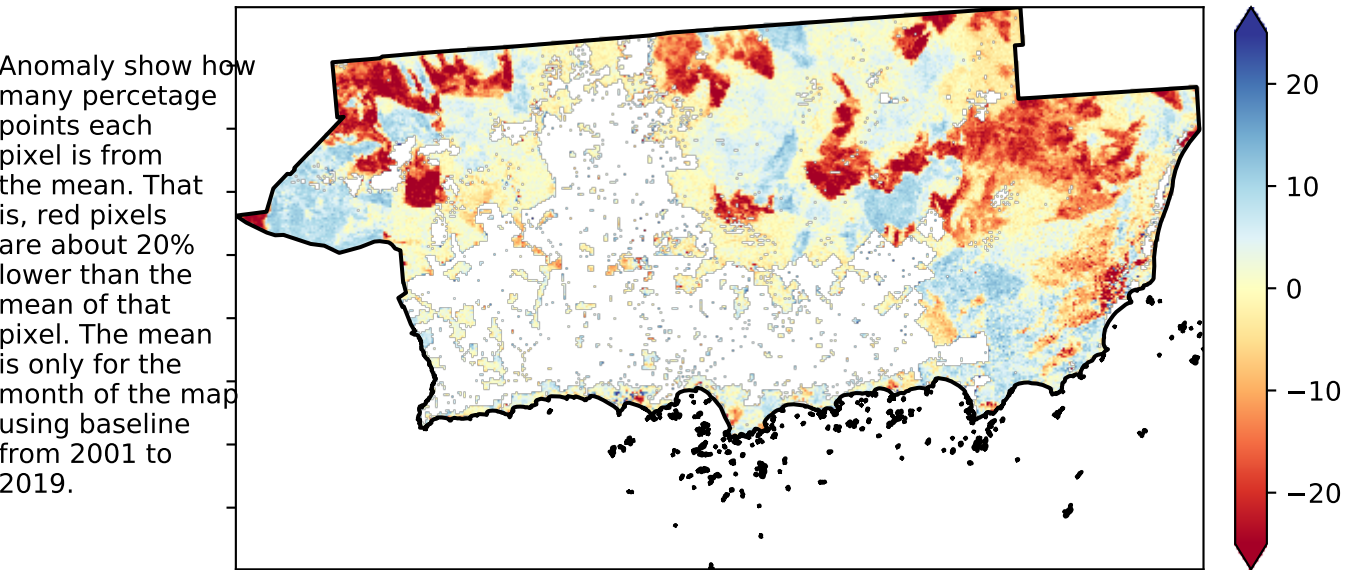 Anomaly show how
many percetage
points each
pixel is from
the mean. That
is, red pixels
are about 20%
lower than the
mean of that
pixel. The mean
is only for the
month of the map
using baseline
from 2001 to
2019.
20
10
0
−10
−20